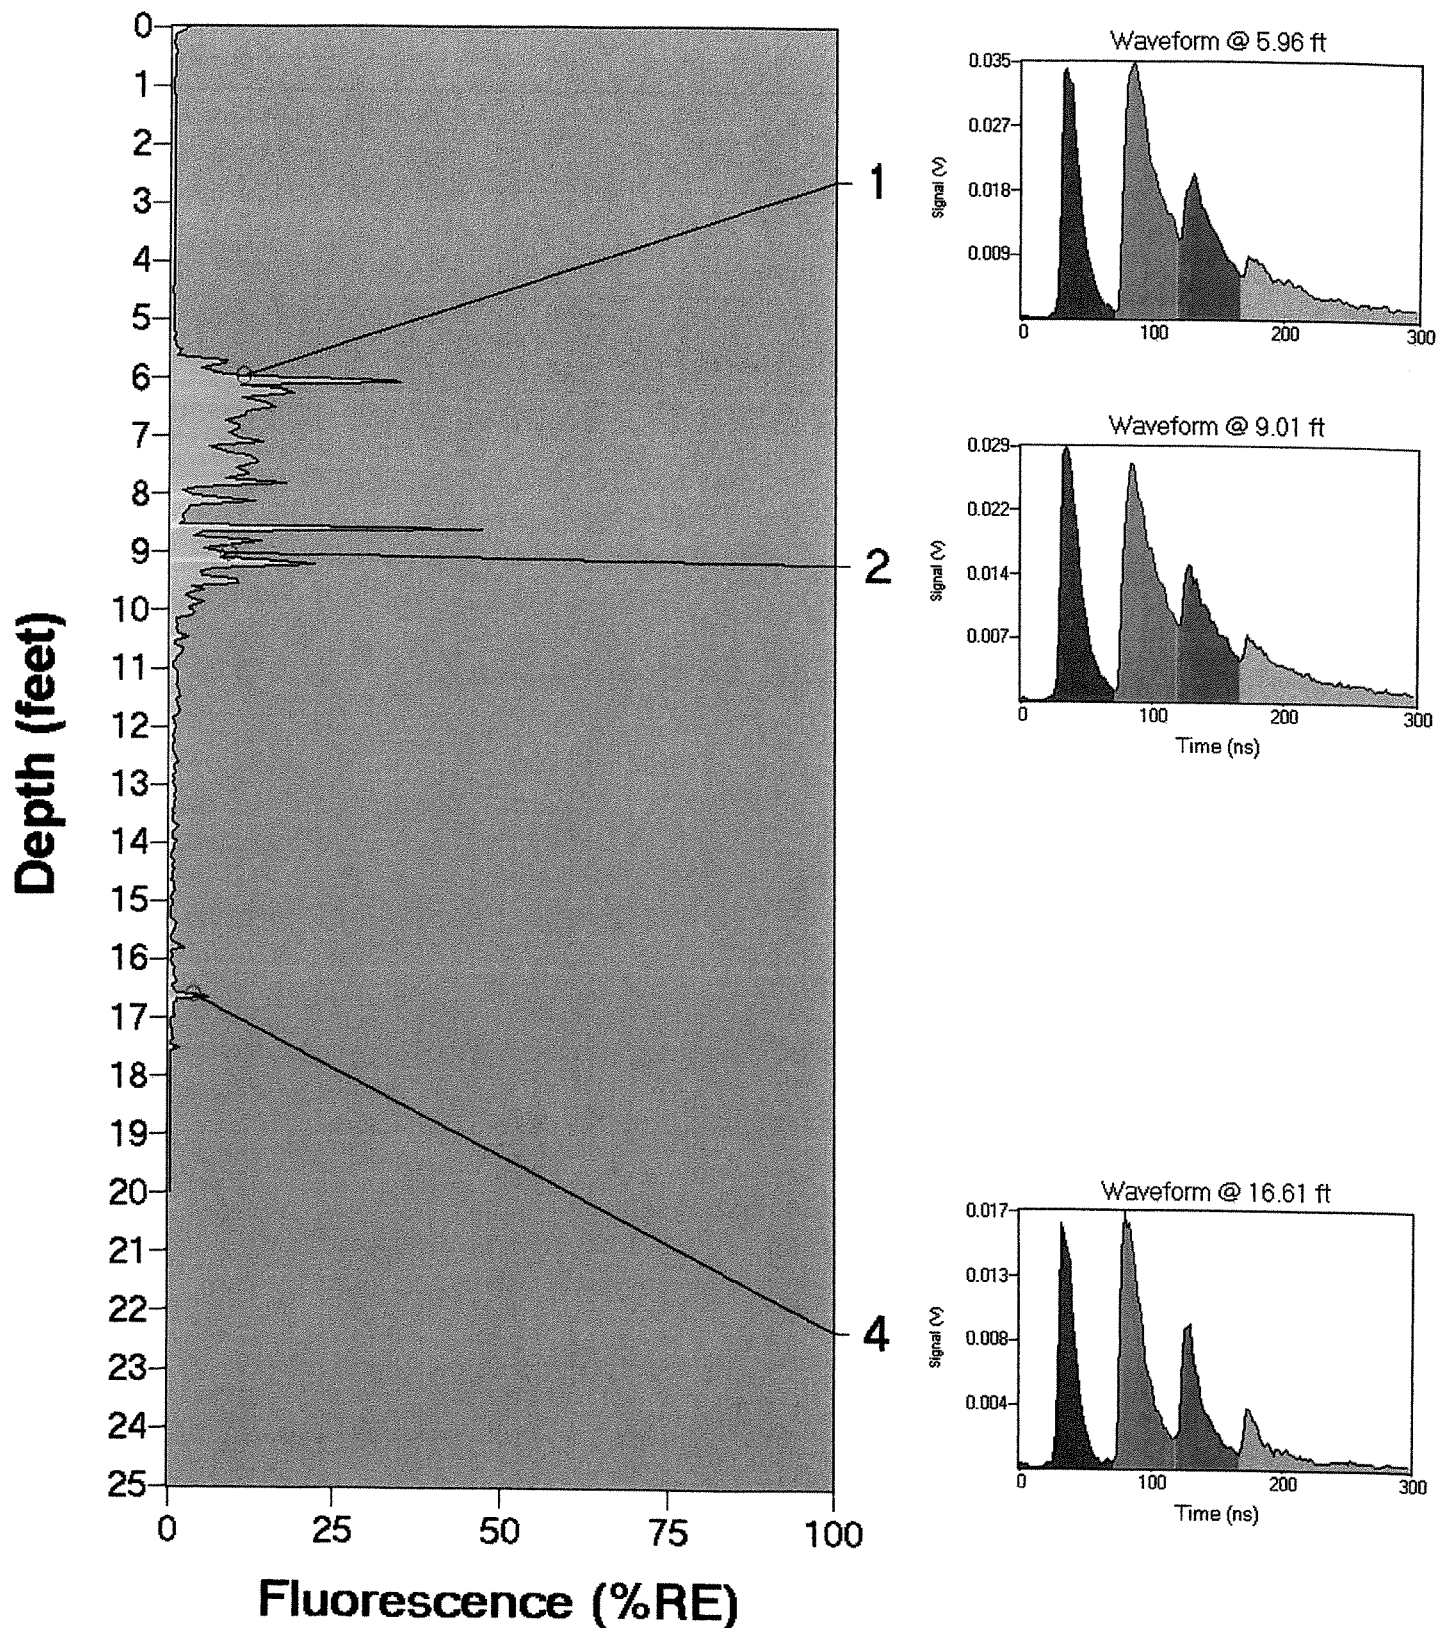 Depth (feet)
0
1
2
3
4
5
6
7
8
9
10
11
12
13
14
15
16
17
18
19
20
21
22
23
24
25
0 25 50 75 100
Fluorescence (%RE)
1
2
4
Waveform @ 5.96 ft
Signal (V)
0.035
0.027
0.018
0.009
0 100 200 300
Waveform @ 9.01 ft
Signal (V)
0.029
0.022
0.014
0.007
0 100 200 300
Time (ns)
Waveform @ 16.61 ft
Signal (V)
0.017
0.013
0.008
0.004
0 100 200 300
Time (ns)